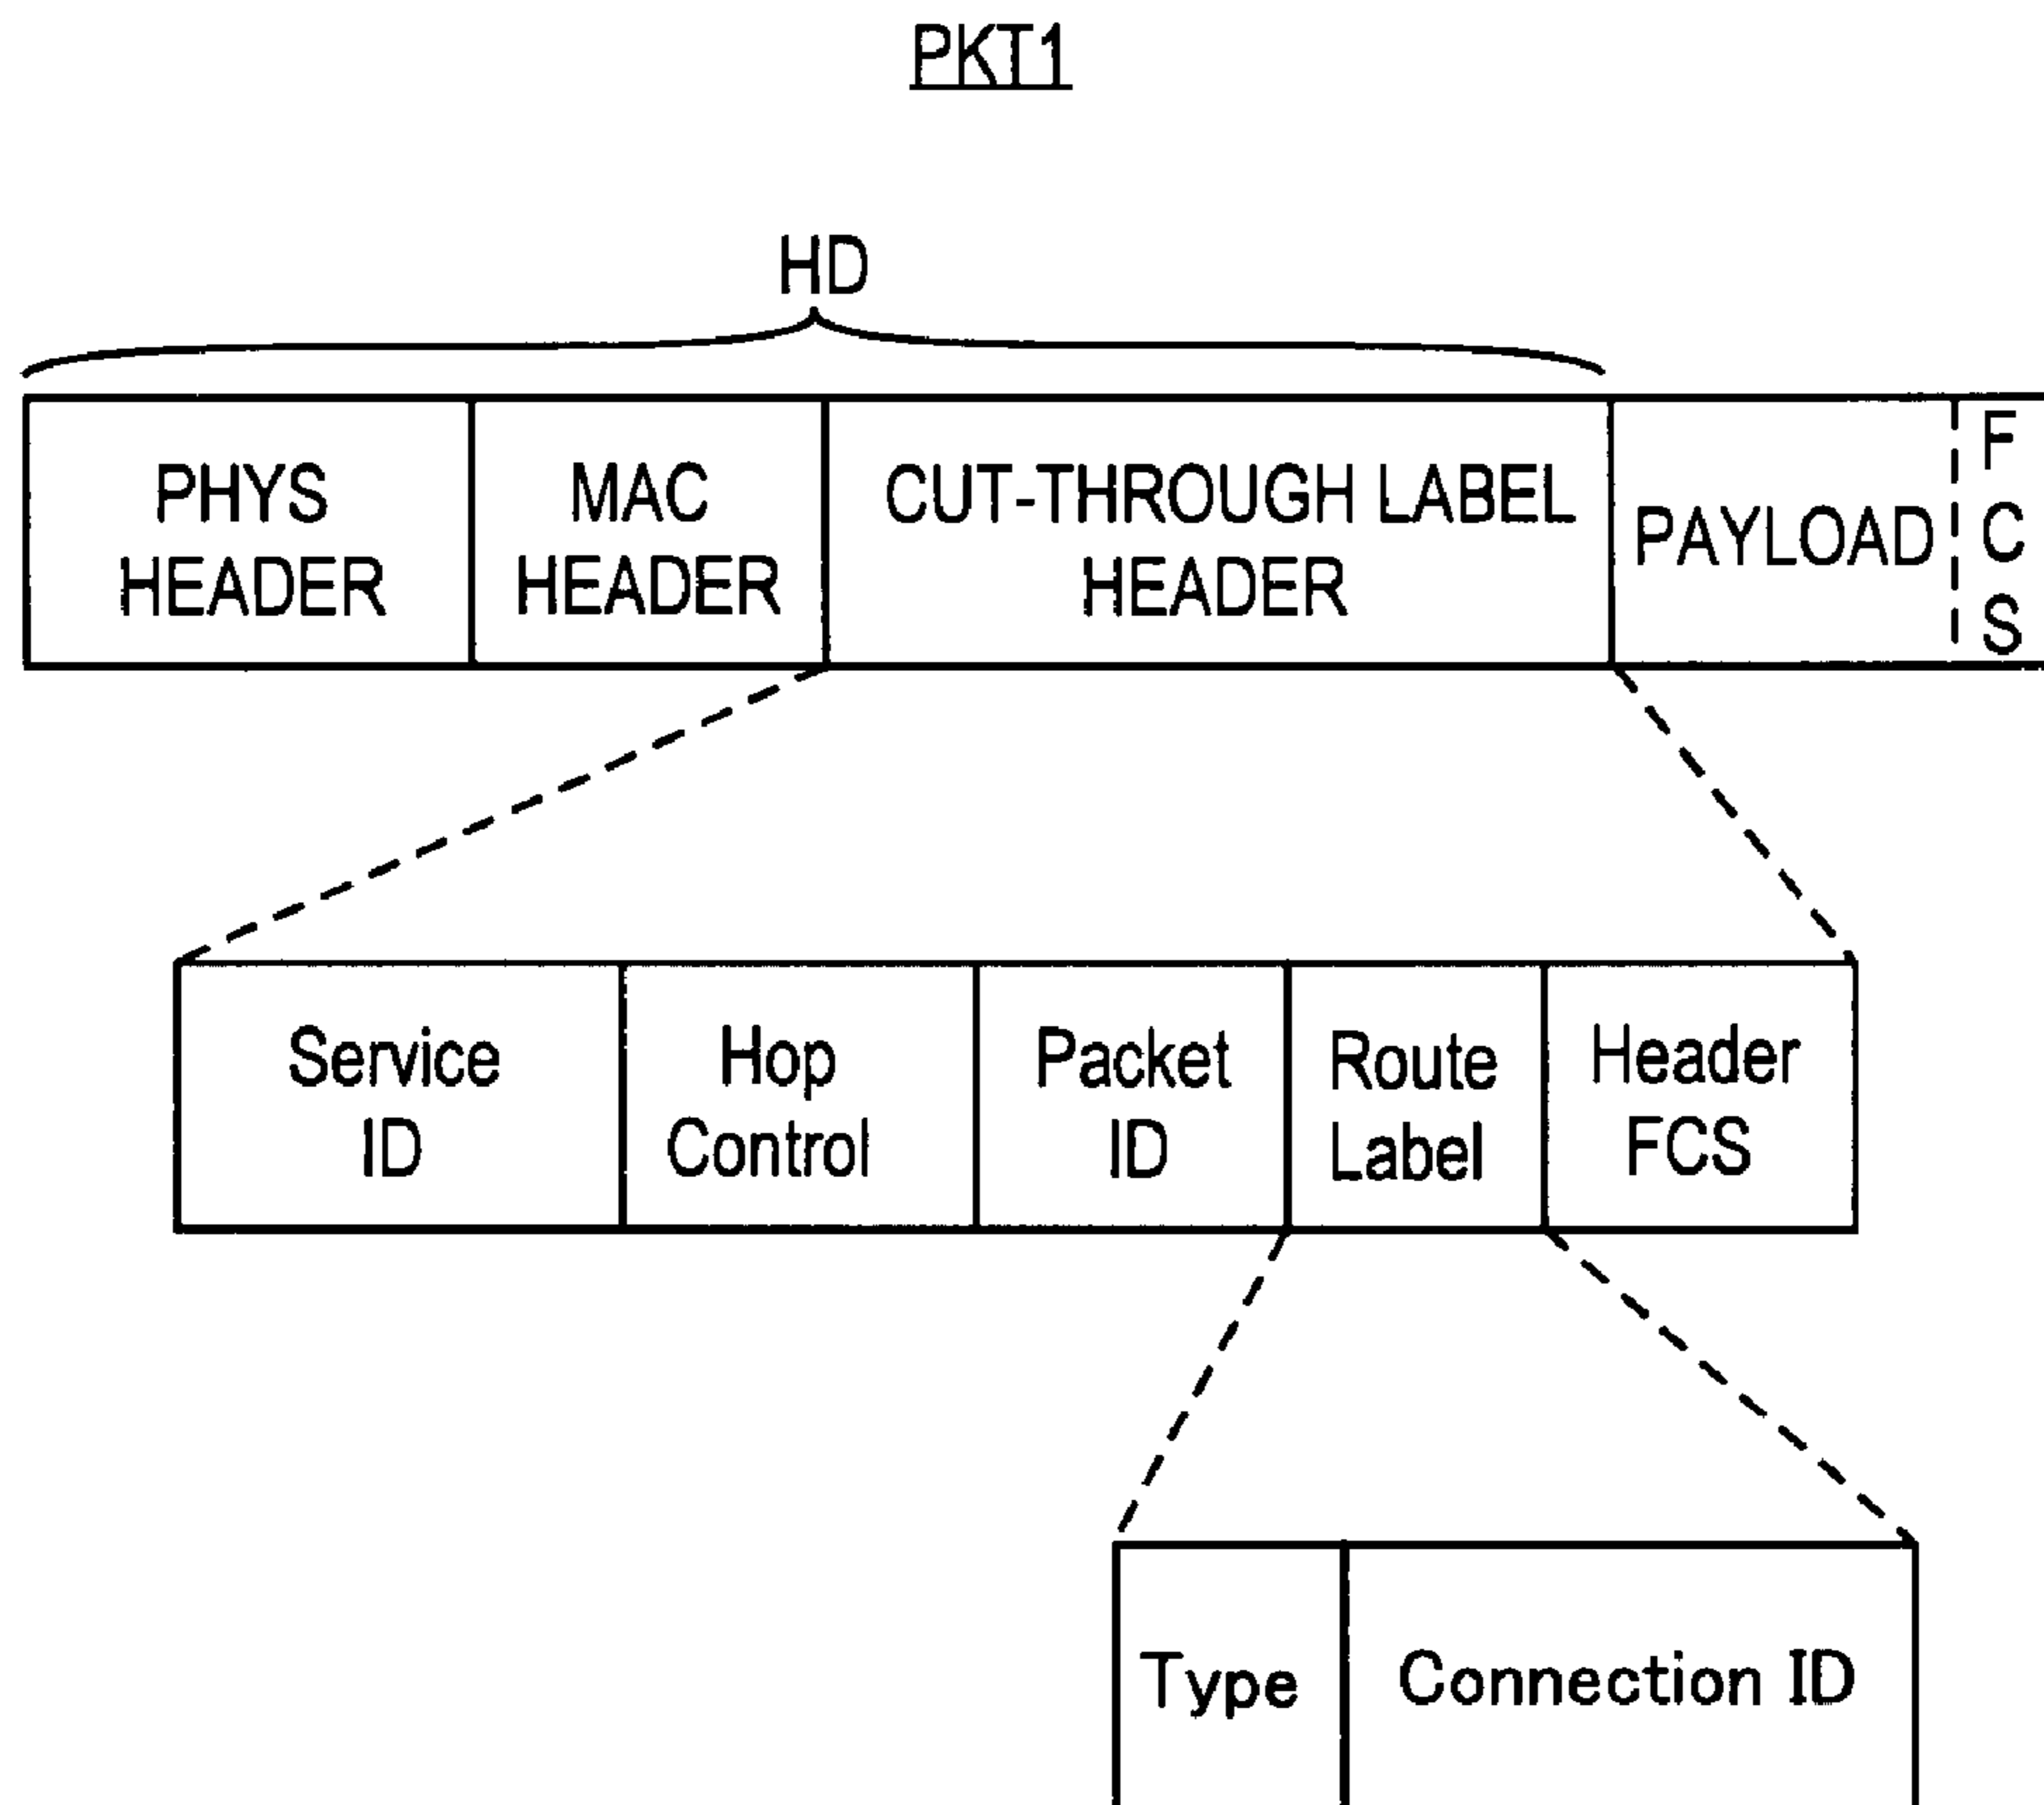 PKT1
HD
PHYS
HEADER
MAC
HEADER
CUT-THROUGH LABEL
HEADER
PAYLOAD
F
C
S
Service
ID
Hop
Control
Packet
ID
Route
Label
Header
FCS
Type
Connection ID